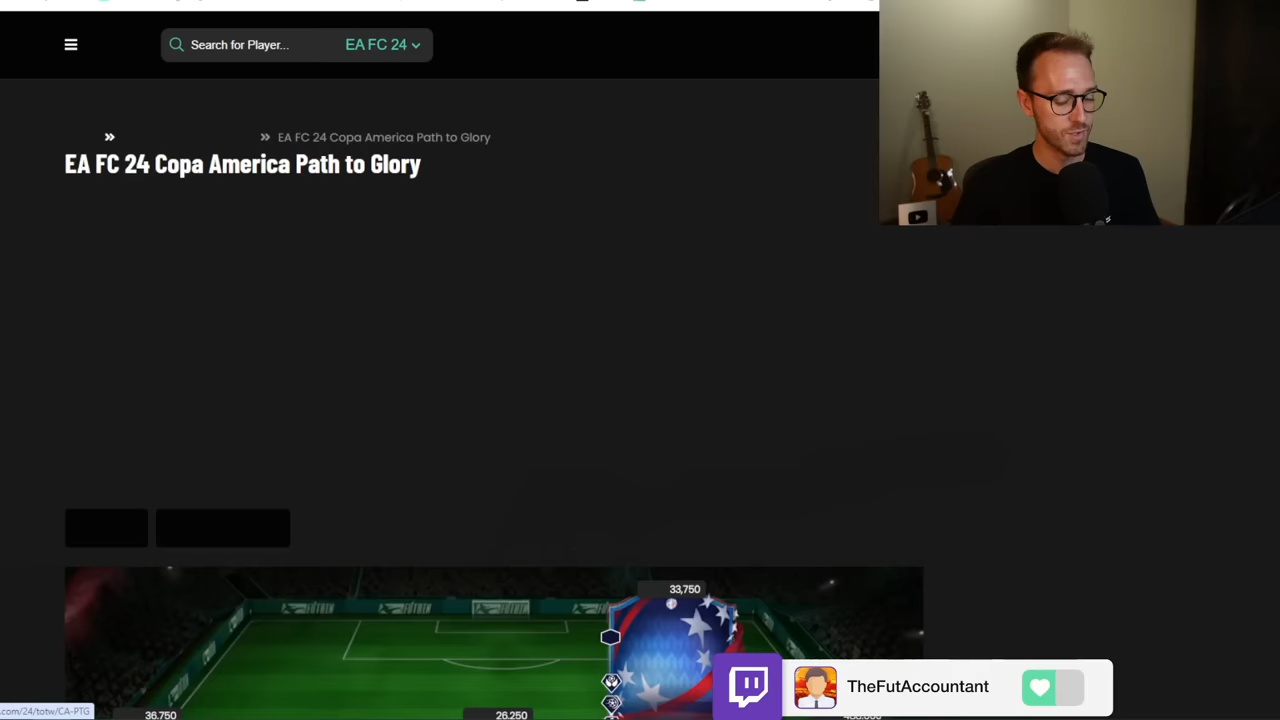 Search for Player...
EA FC 24
EA FC 24 Copa America Path to Glory
EA FC 24 Copa America Path to Glory
33,750
TheFutAccountant
.com/24/totw/CA-PTG
36,750
26,250